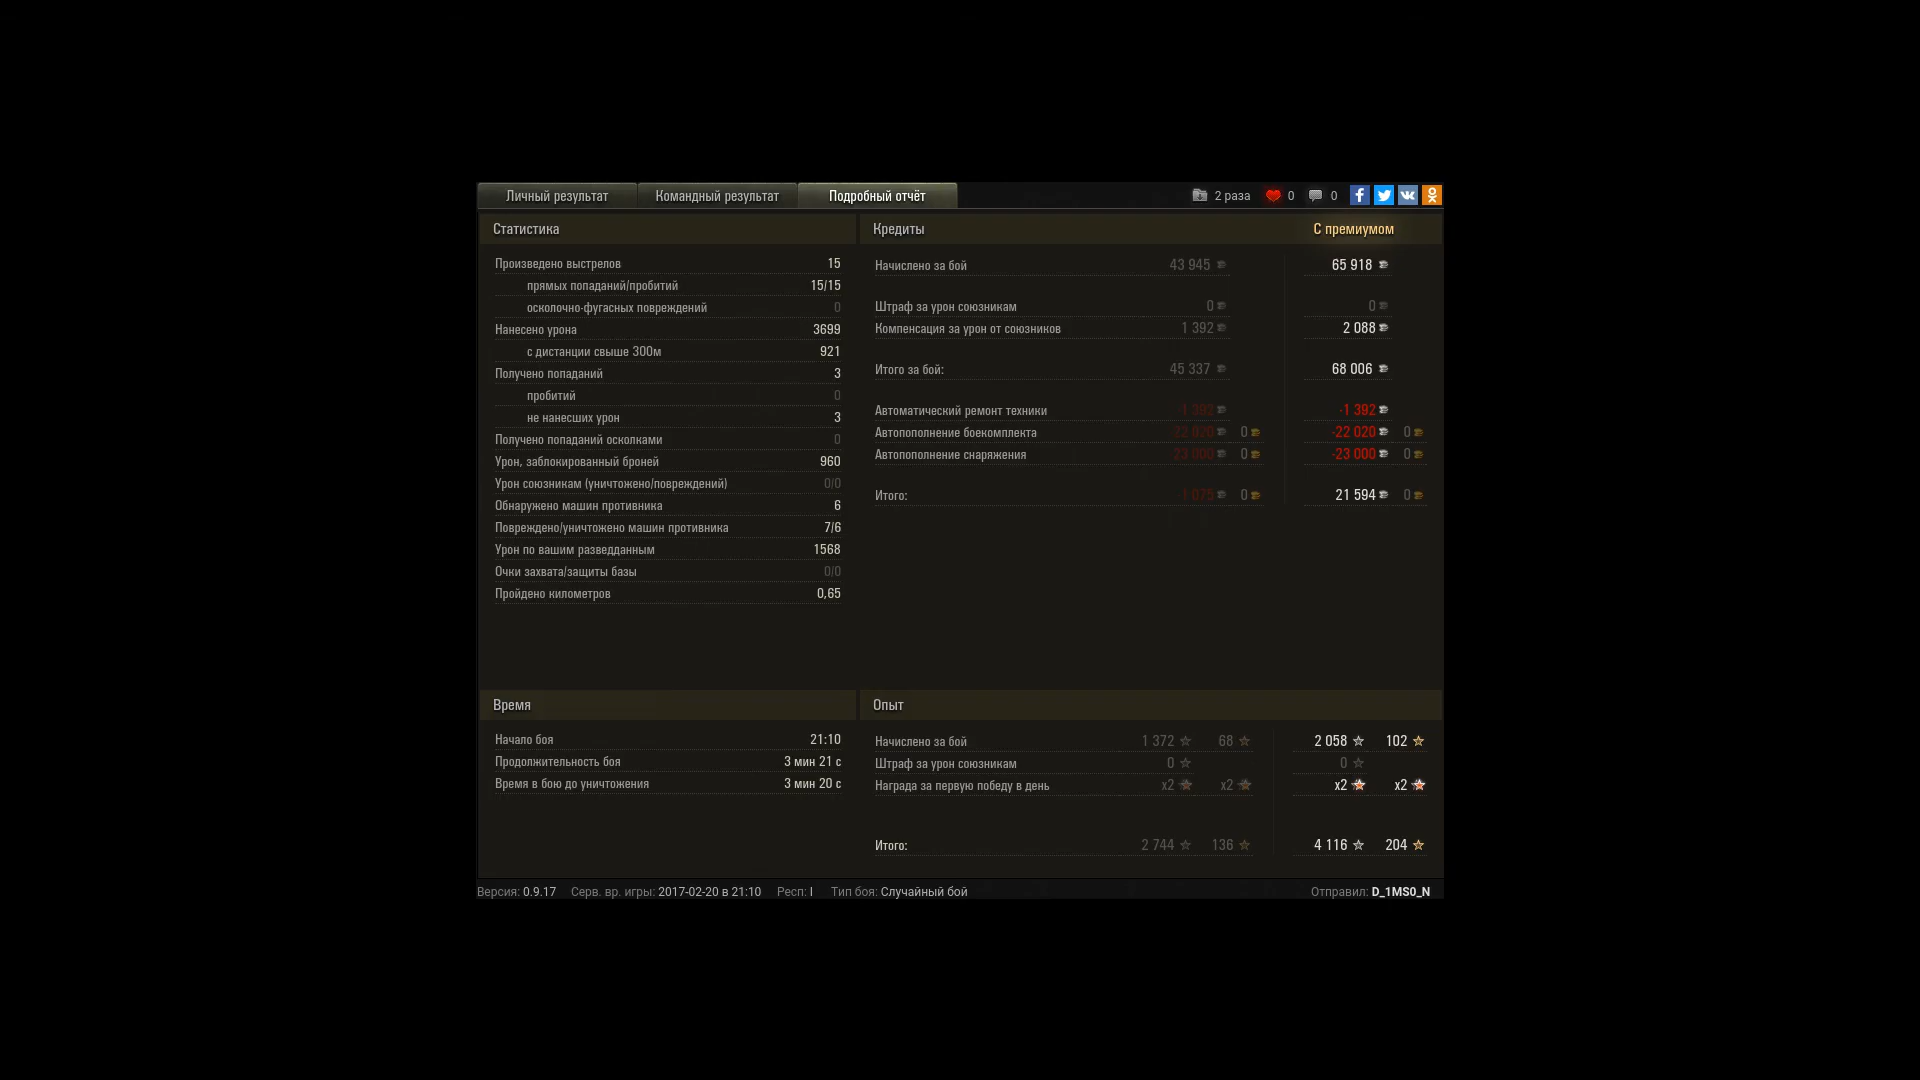 Личный результат Командный результат Подробный отчёт 2 раза 0 0
Статистика
Произведено выстрелов 15
прямых попаданий/пробитий 15/15
осколочно-фугасных повреждений 0
Нанесено урона 3699
с дистанции свыше 300м 921
Получено попаданий 3
пробитий 0
не нанесших урон 3
Получено попаданий осколками 0
Урон, заблокированный броней 960
Урон союзникам (уничтожено/повреждений) 0/0
Обнаружено машин противника 6
Повреждено/уничтожено машин противника 7/6
Урон по вашим разведданным 1568
Очки захвата/защиты базы 0/0
Пройдено километров 0,65
Кредиты С премиумом
Начислено за бой 43 945 65 918
Штраф за урон союзникам 0 0
Компенсация за урон от союзников 1 392 2 088
Итого за бой: 45 337 68 006
Автоматический ремонт техники -1 392 -1 392
Автопополнение боекомплекта -22 020 0 -22 020 0
Автопополнение снаряжения -23 000 0 -23 000 0
Итого: -1 075 0 21 594 0
Время
Начало боя 21:10
Продолжительность боя 3 мин 21 с
Время в бою до уничтожения 3 мин 20 с
Опыт
Начислено за бой 1 372 68 2 058 102
Штраф за урон союзникам 0 0
Награда за первую победу в день x2 x2 x2 x2
Итого: 2 744 136 4 116 204
Версия: 0.9.17 Серв. вр. игры: 2017-02-20 в 21:10 Респ: I Тип боя: Случайный бой Отправил: D_1MS0_N